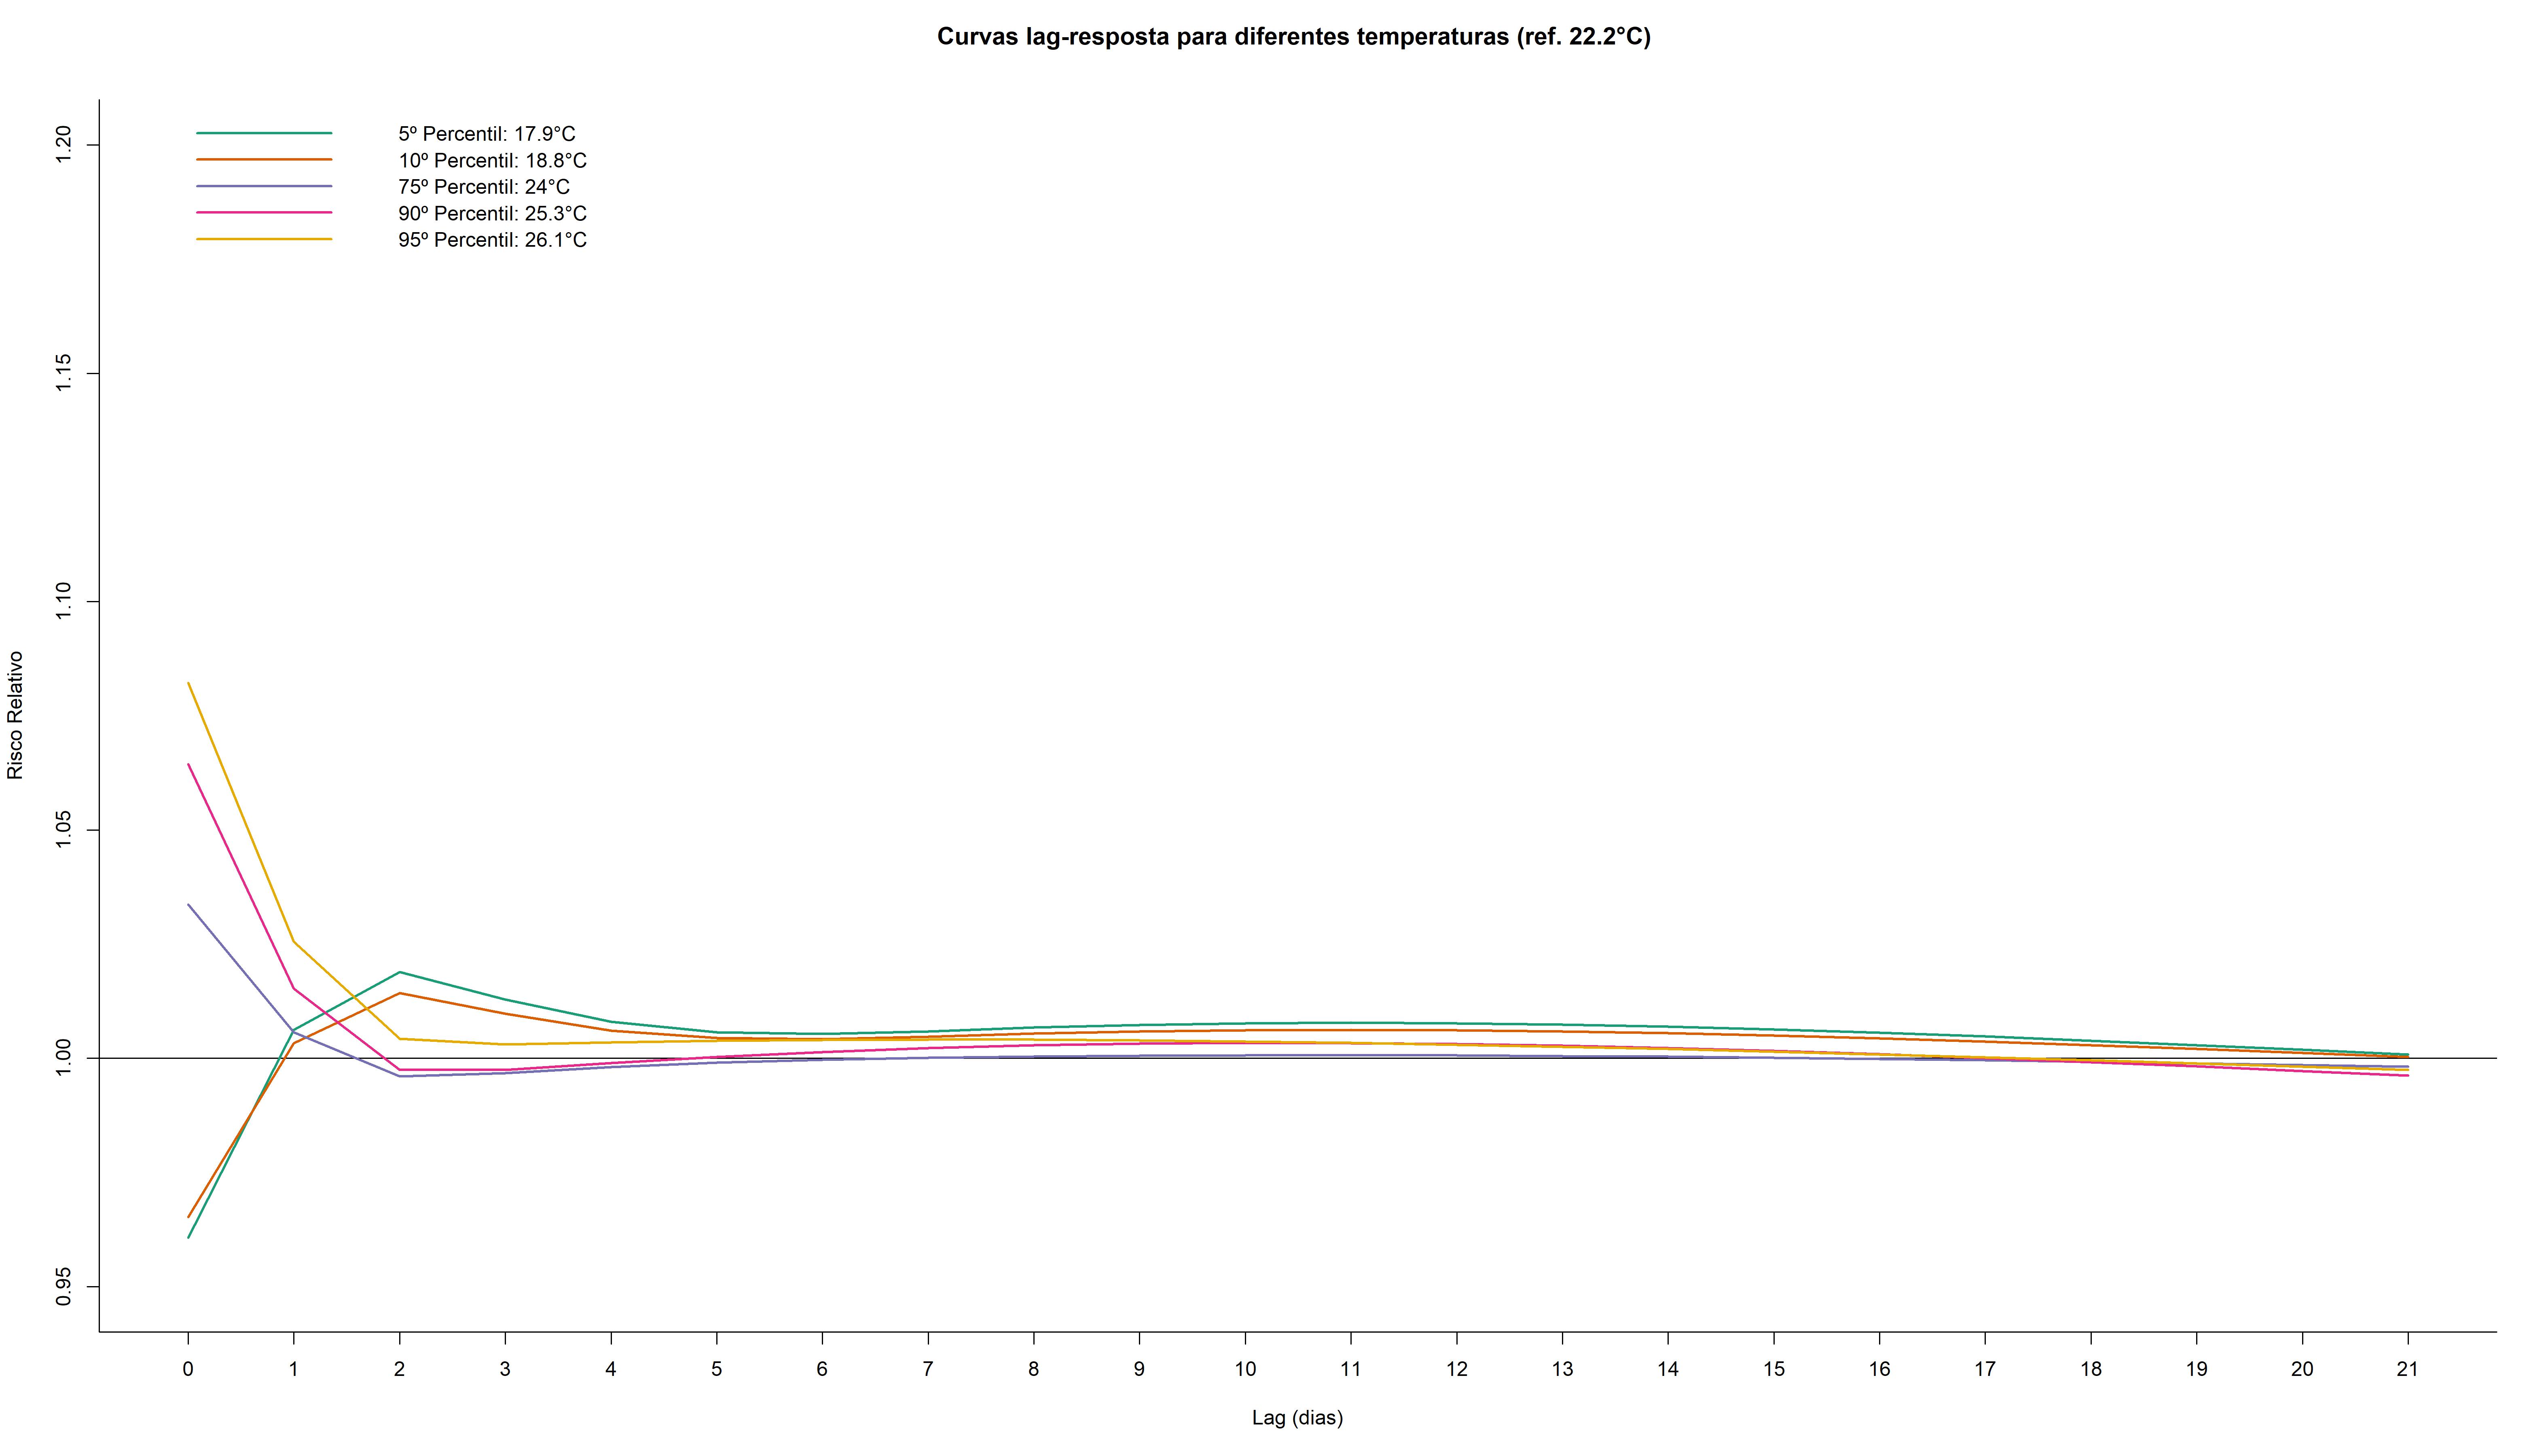 Curvas lag-resposta para diferentes temperaturas (ref. 22.2°C)
5º Percentil: 17.9°C
10º Percentil: 18.8°C
75º Percentil: 24°C
90º Percentil: 25.3°C
95º Percentil: 26.1°C
Risco Relativo
1.20
1.15
1.10
1.05
1.00
0.95
0 1 2 3 4 5 6 7 8 9 10 11 12 13 14 15 16 17 18 19 20 21
Lag (dias)